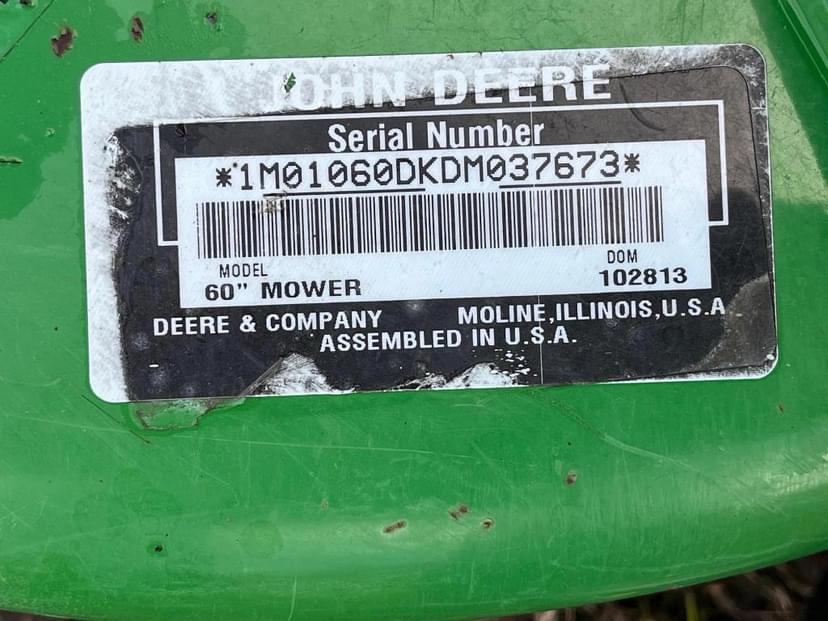 JOHN DEERE
Serial Number
*1M01060DKDM037673*
MODEL
60" MOWER
DOM
102813
DEERE & COMPANY
MOLINE,ILLINOIS,U.S.A
ASSEMBLED IN U.S.A.